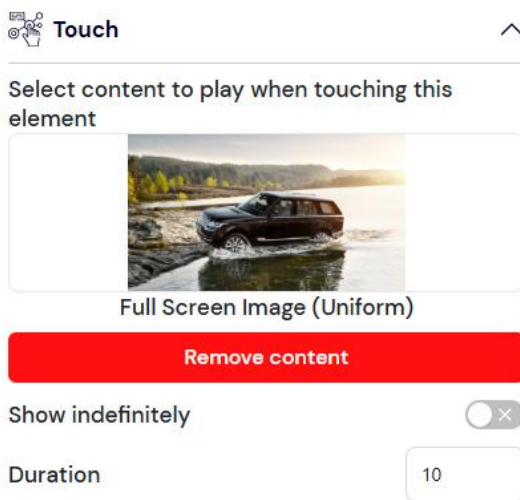 Touch
Select content to play when touching this
element
Full Screen Image (Uniform)
Remove content
Show indefinitely
Duration
10